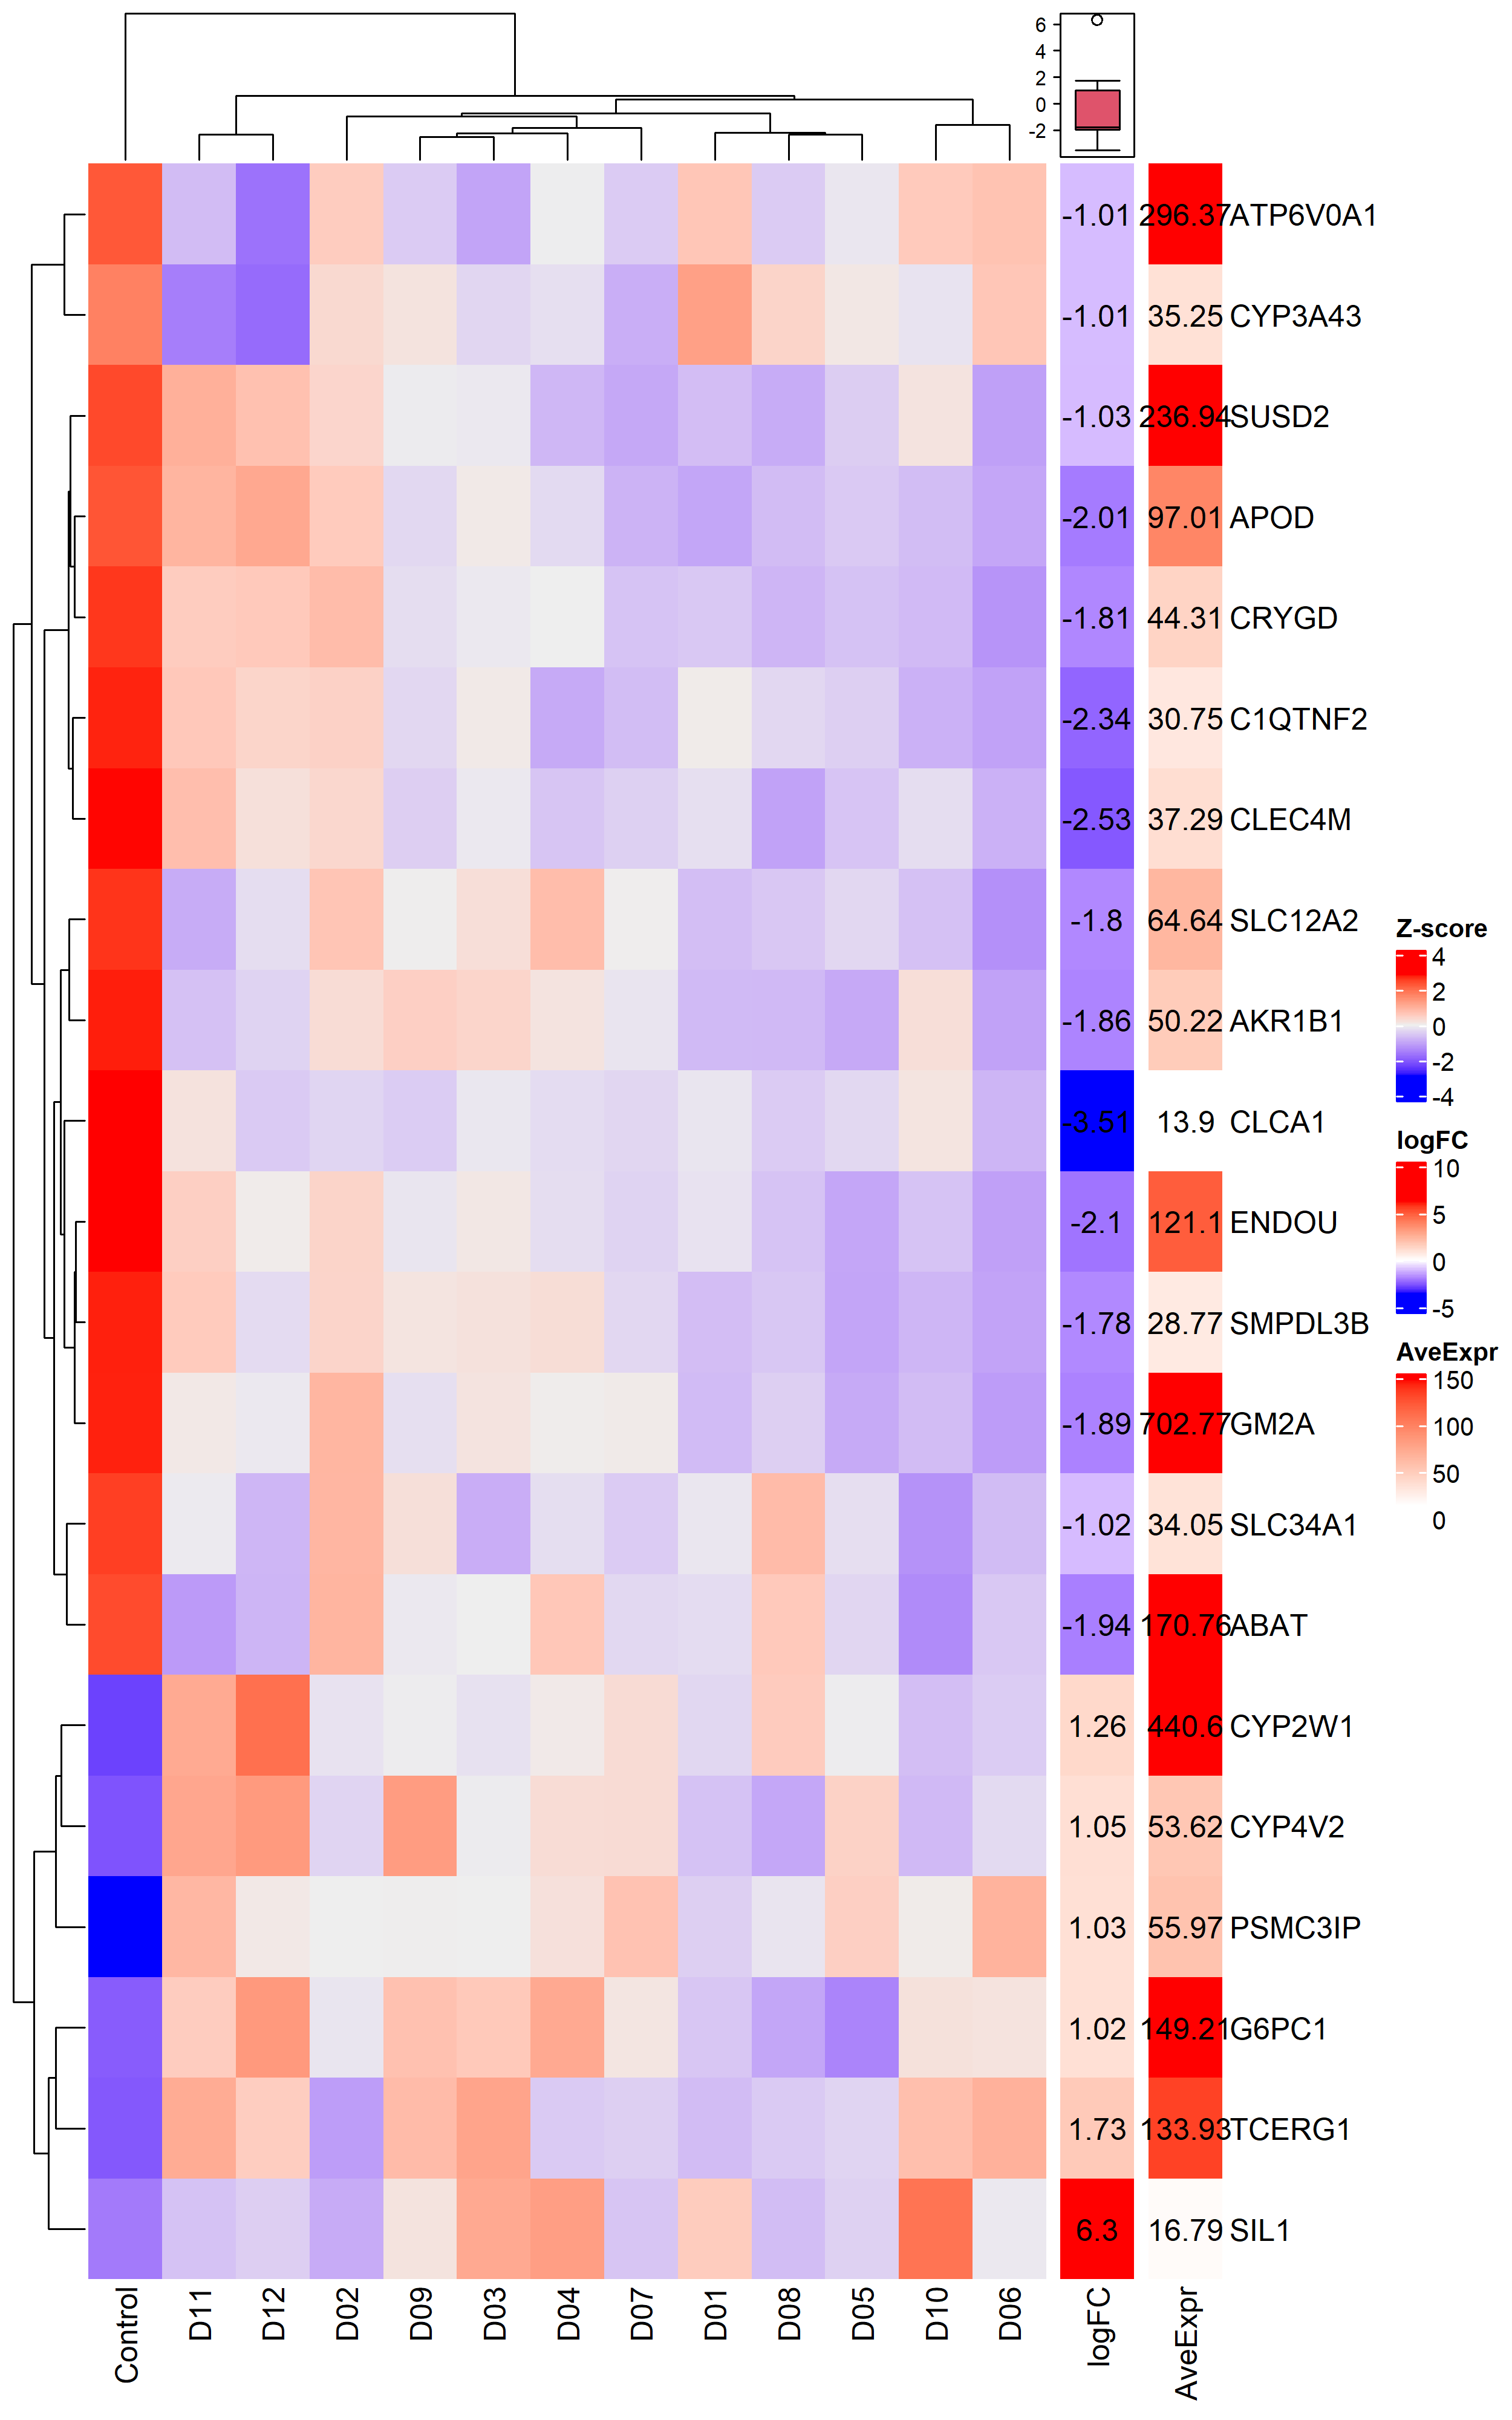 6
4
2
0
-2
-1.01 296.37 ATP6V0A1
-1.01 35.25 CYP3A43
-1.03 236.94 SUSD2
-2.01 97.01 APOD
-1.81 44.31 CRYGD
-2.34 30.75 C1QTNF2
-2.53 37.29 CLEC4M
-1.8 64.64 SLC12A2
-1.86 50.22 AKR1B1
-3.51 13.9 CLCA1
-2.1 121.1 ENDOU
-1.78 28.77 SMPDL3B
-1.89 702.77 GM2A
-1.02 34.05 SLC34A1
-1.94 170.76 ABAT
1.26 440.6 CYP2W1
1.05 53.62 CYP4V2
1.03 55.97 PSMC3IP
1.02 149.21 G6PC1
1.73 133.93 TCERG1
6.3 16.79 SIL1
Control D11 D12 D02 D09 D03 D04 D07 D01 D08 D05 D10 D06 logFC AveExpr
Z-score
4
2
0
-2
-4
logFC
10
5
0
-5
AveExpr
150
100
50
0